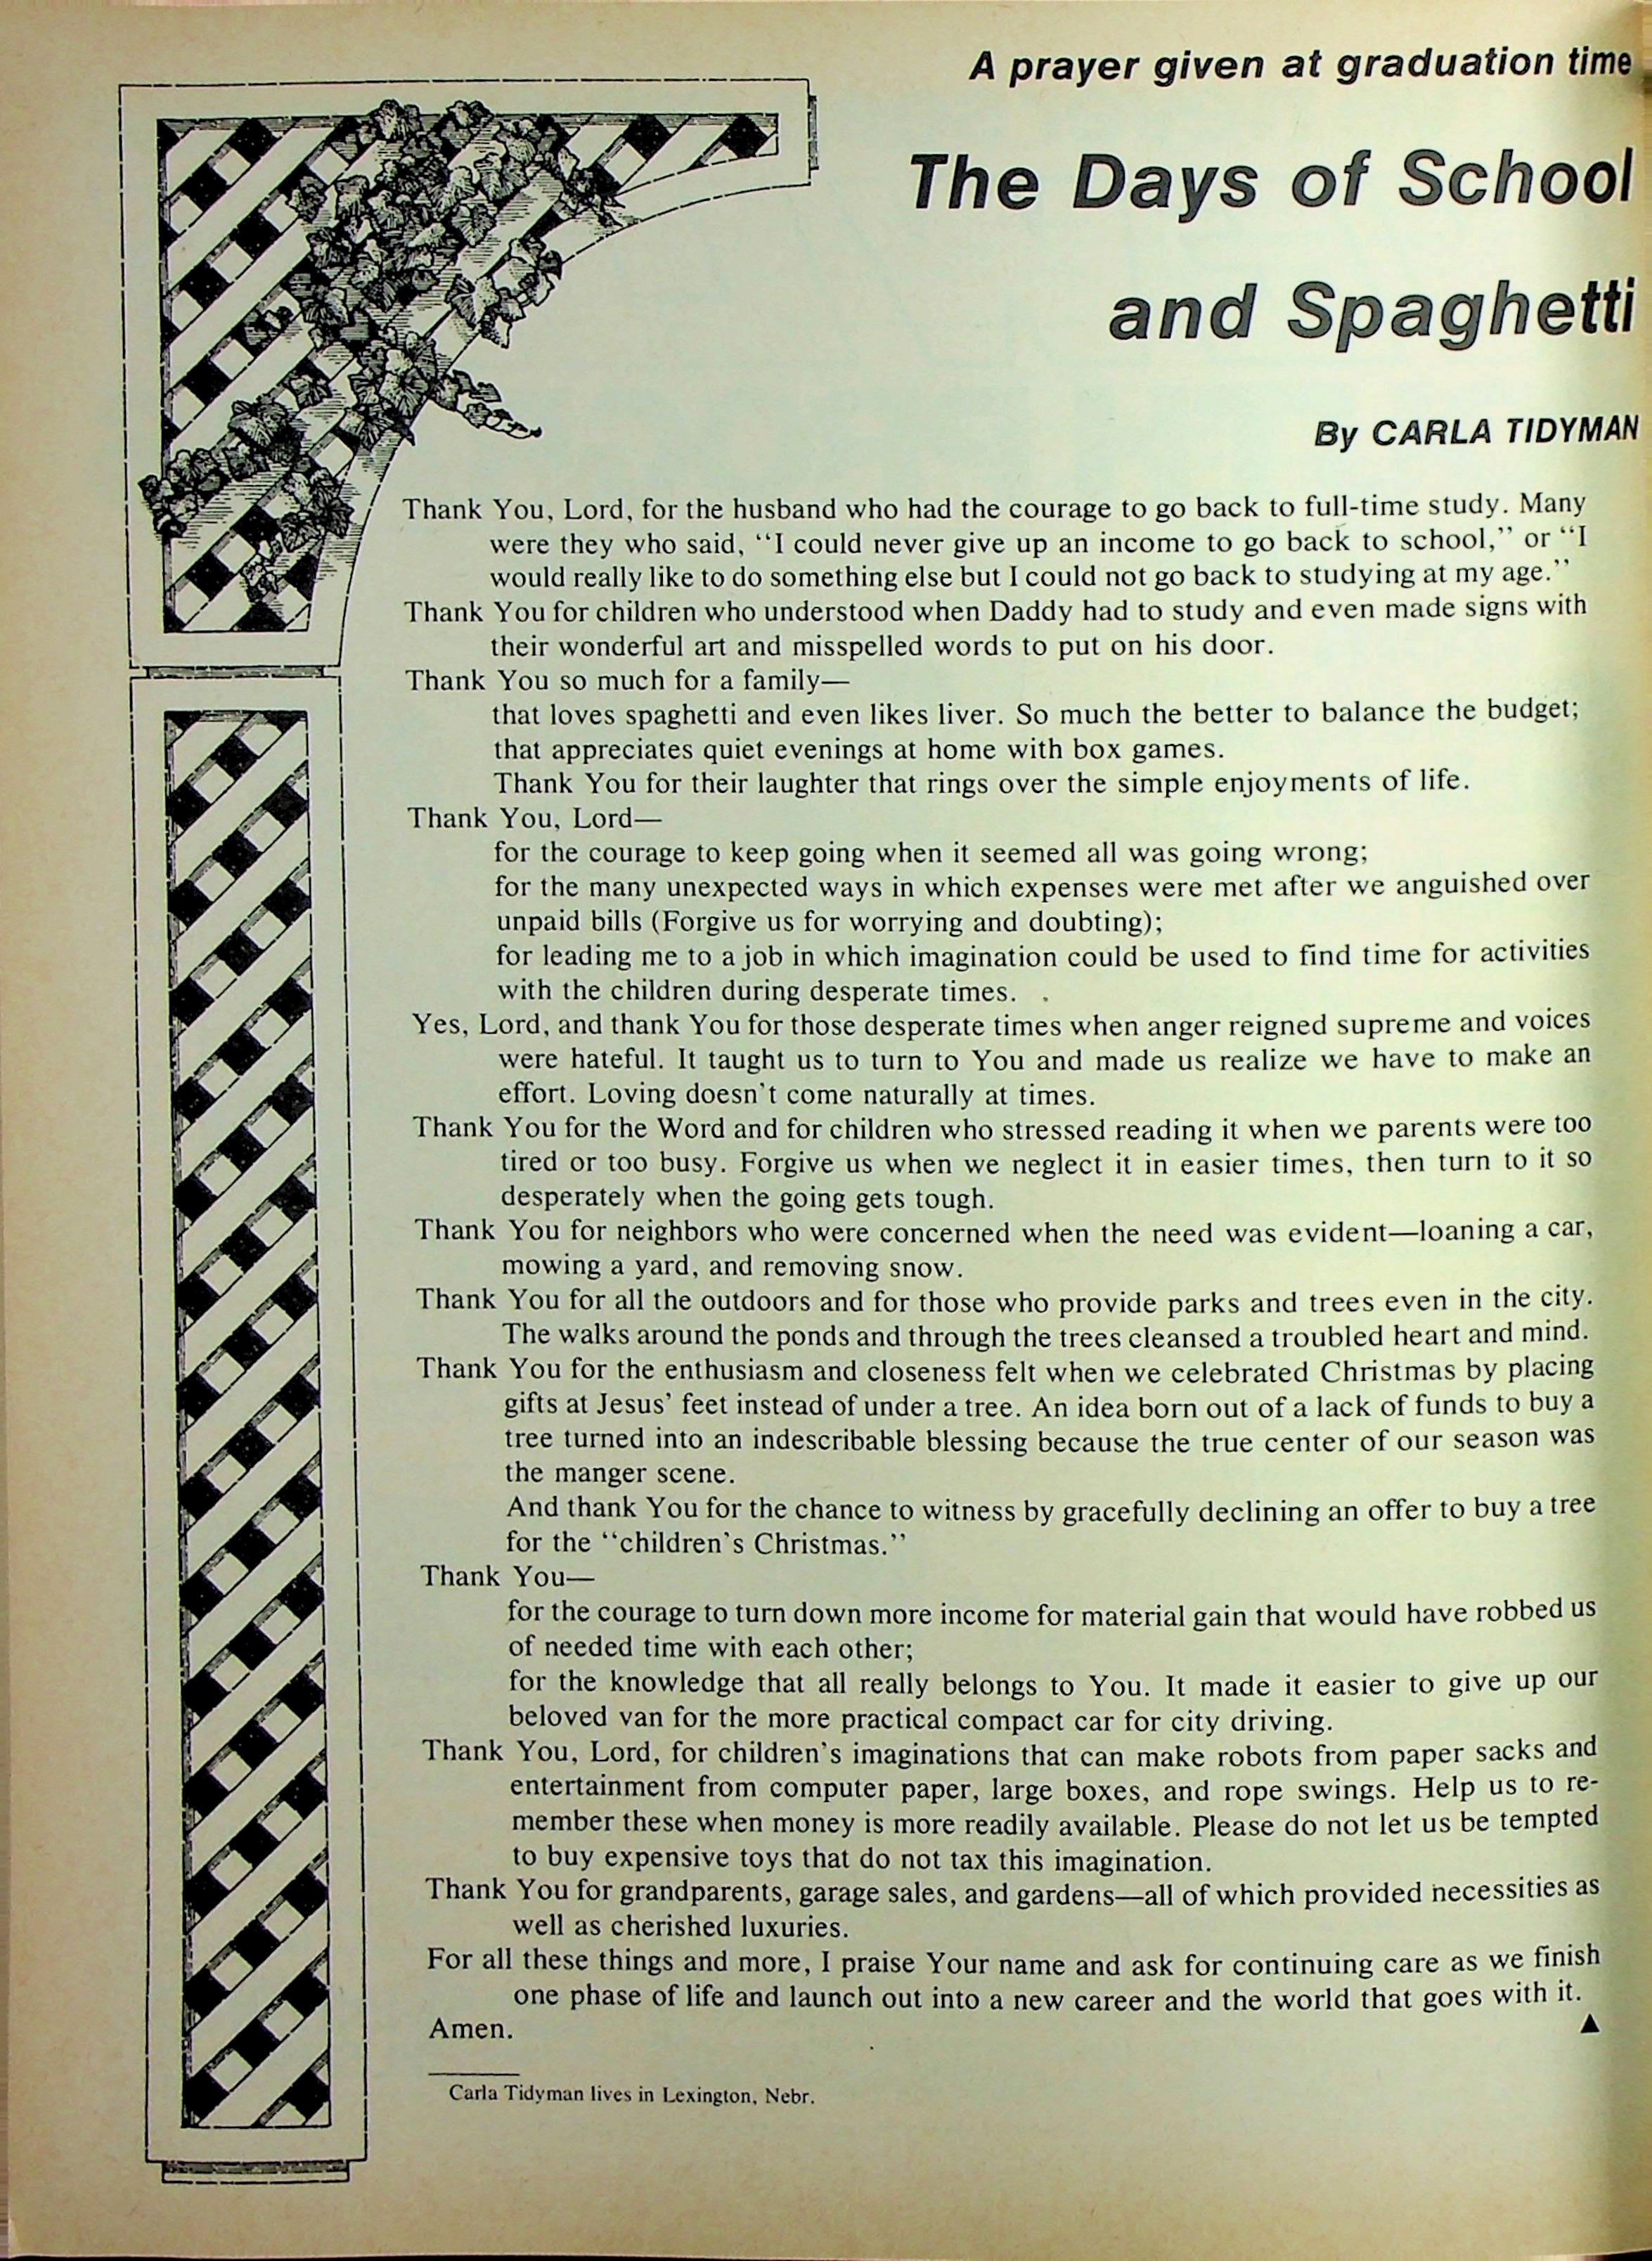 A prayer given at graduation time
The Days of School
and Spaghetti
By CARLA TIDYMAN
Thank You, Lord, for the husband who had the courage to go back to full-time study. Many
were they who said, “I could never give up an income to go back to school,” or “I
would really like to do something else but I could not go back to studying at my age.”
Thank You for children who understood when Daddy had to study and even made signs with
their wonderful art and misspelled words to put on his door.
Thank You so much for a family—
that loves spaghetti and even likes liver. So much the better to balance the budget;
that appreciates quiet evenings at home with box games.
Thank You for their laughter that rings over the simple enjoyments of life.
Thank You, Lord—
for the courage to keep going when it seemed all was going wrong;
for the many unexpected ways in which expenses were met after we anguished over
unpaid bills (Forgive us for worrying and doubting);
for leading me to a job in which imagination could be used to find time for activities
with the children during desperate times.
Yes, Lord, and thank You for those desperate times when anger reigned supreme and voices
were hateful. It taught us to turn to You and made us realize we have to make an
effort. Loving doesn't come naturally at times.
Thank You for the Word and for children who stressed reading it when we parents were too
tired or too busy. Forgive us when we neglect it in easier times, then turn to it so
desperately when the going gets tough.
Thank You for neighbors who were concerned when the need was evident—loaning a car,
mowing a yard, and removing snow.
Thank You for all the outdoors and for those who provide parks and trees even in the city.
The walks around the ponds and through the trees cleansed a troubled heart and mind.
Thank You for the enthusiasm and closeness felt when we celebrated Christmas by placing
gifts at Jesus' feet instead of under a tree. An idea born out of a lack of funds to buy a
tree turned into an indescribable blessing because the true center of our season was
the manger scene.
And thank You for the chance to witness by gracefully declining an offer to buy a tree
for the “children's Christmas.”
Thank You—
for the courage to turn down more income for material gain that would have robbed us
of needed time with each other;
for the knowledge that all really belongs to You. It made it easier to give up our
beloved van for the more practical compact car for city driving.
Thank You, Lord, for children's imaginations that can make robots from paper sacks and
entertainment from computer paper, large boxes, and rope swings. Help us to re-
member these when money is more readily available. Please do not let us be tempted
to buy expensive toys that do not tax this imagination.
Thank You for grandparents, garage sales, and gardens—all of which provided necessities as
well as cherished luxuries.
For all these things and more, I praise Your name and ask for continuing care as we finish
one phase of life and launch out into a new career and the world that goes with it.
Amen. ▲
Carla Tidyman lives in Lexington, Nebr.